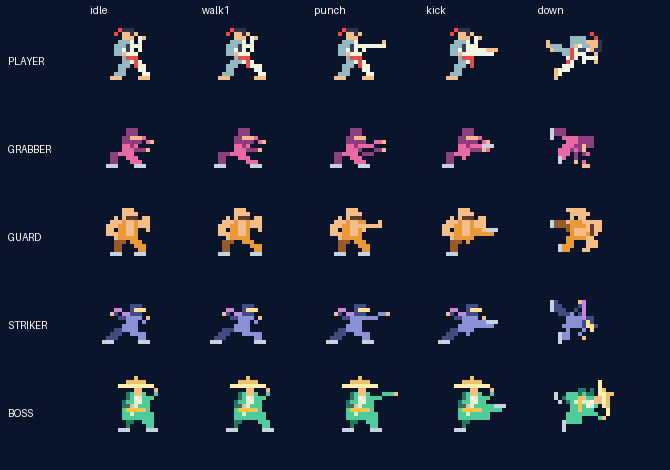 idle walk1 punch kick down
PLAYER
GRABBER
GUARD
STRIKER
BOSS